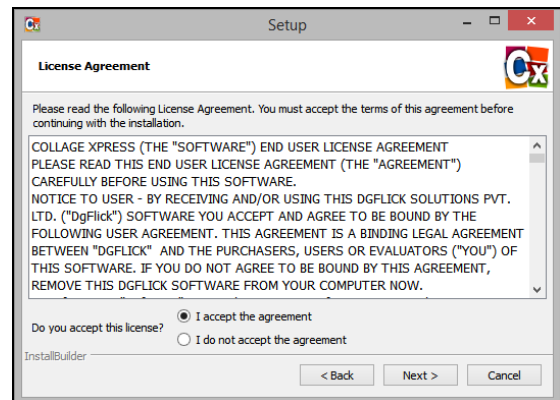 Cx
Setup
License Agreement
Cx
Please read the following License Agreement. You must accept the terms of this agreement before
continuing with the installation.
COLLAGE XPRESS (THE "SOFTWARE") END USER LICENSE AGREEMENT
PLEASE READ THIS END USER LICENSE AGREEMENT (THE "AGREEMENT")
CAREFULLY BEFORE USING THIS SOFTWARE.
NOTICE TO USER - BY RECEIVING AND/OR USING THIS DGFLICK SOLUTIONS PVT.
LTD. ("DgFlick") SOFTWARE YOU ACCEPT AND AGREE TO BE BOUND BY THE
FOLLOWING USER AGREEMENT. THIS AGREEMENT IS A BINDING LEGAL AGREEMENT
BETWEEN "DGFLICK" AND THE PURCHASERS, USERS OR EVALUATORS ("YOU") OF
THIS SOFTWARE. IF YOU DO NOT AGREE TO BE BOUND BY THIS AGREEMENT,
REMOVE THIS DGFLICK SOFTWARE FROM YOUR COMPUTER NOW.
Do you accept this license?
I accept the agreement
I do not accept the agreement
InstallBuilder
< Back
Next >
Cancel